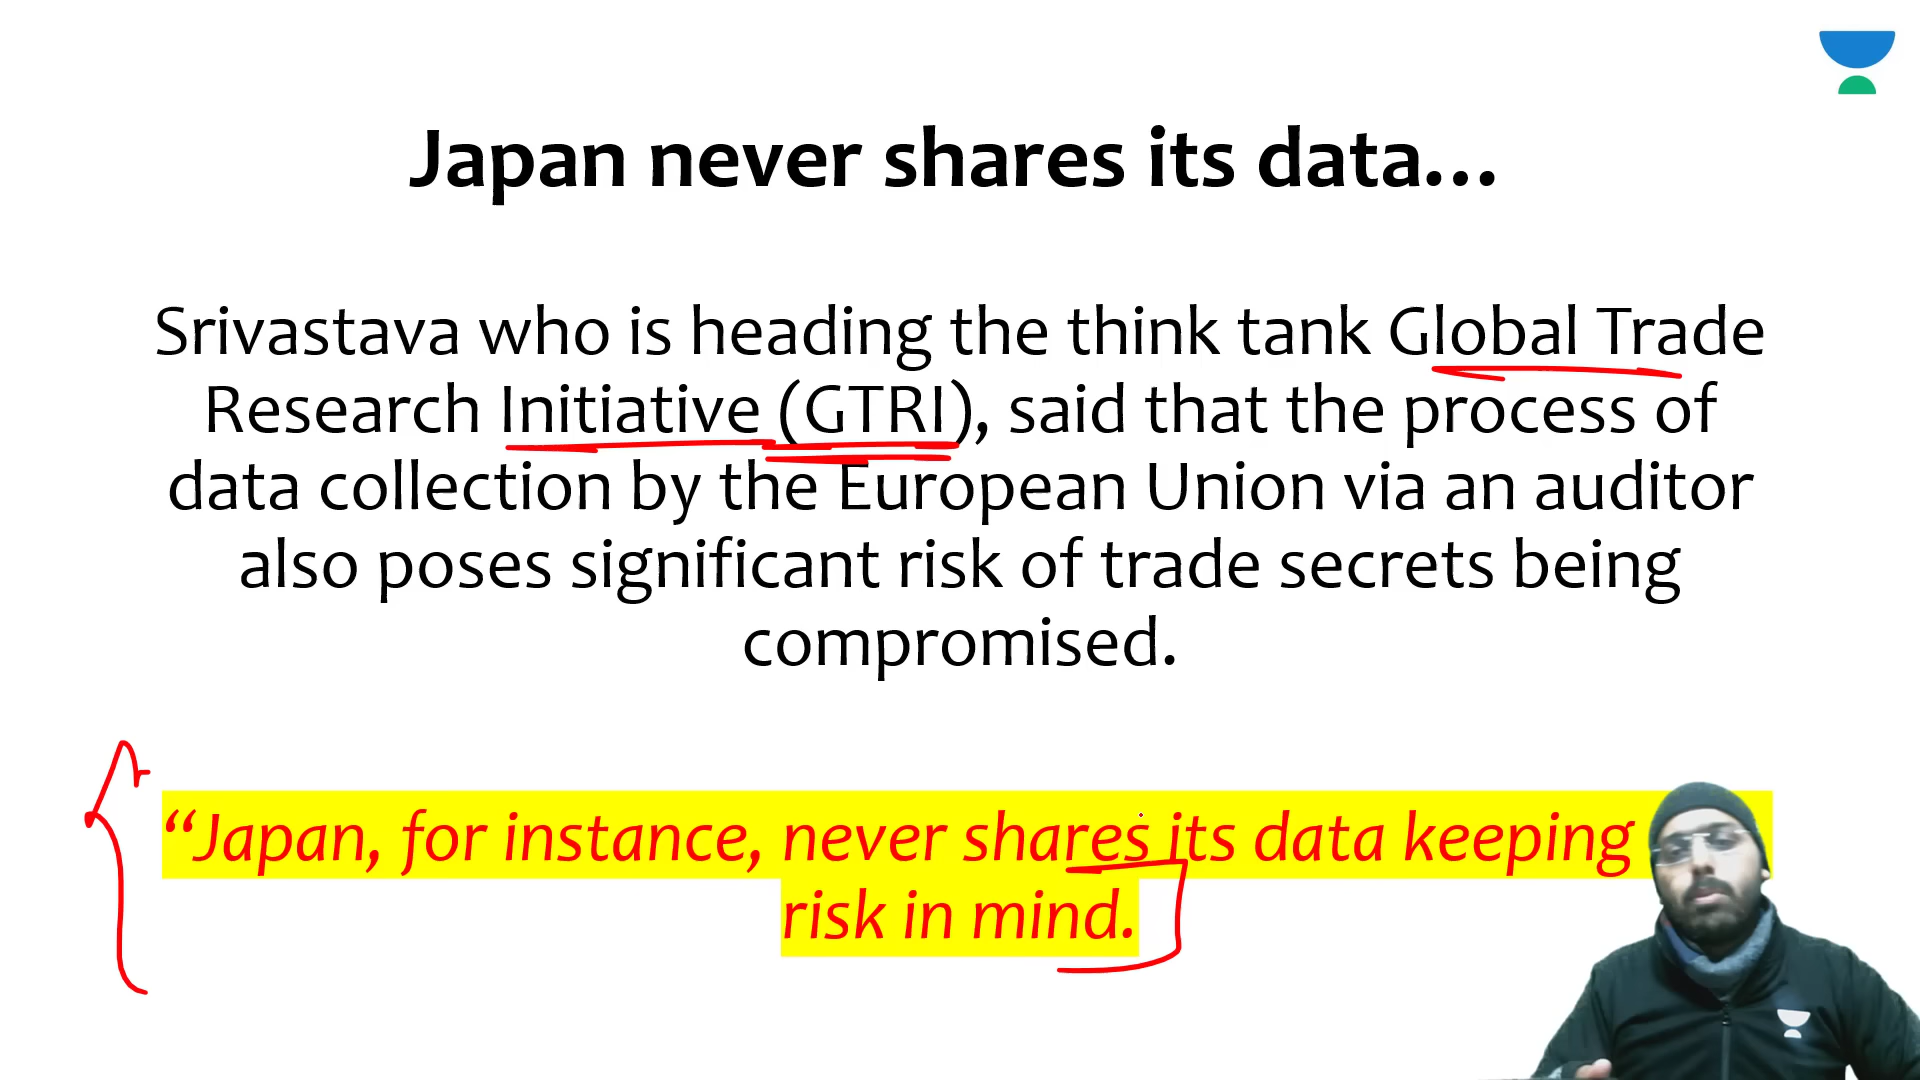 Japan never shares its data...
Srivastava who is heading the think tank Global Trade
Research Initiative (GTRI), said that the process of
data collection by the European Union via an auditor
also poses significant risk of trade secrets being
compromised.
“Japan, for instance, never shares its data keeping
risk in mind.